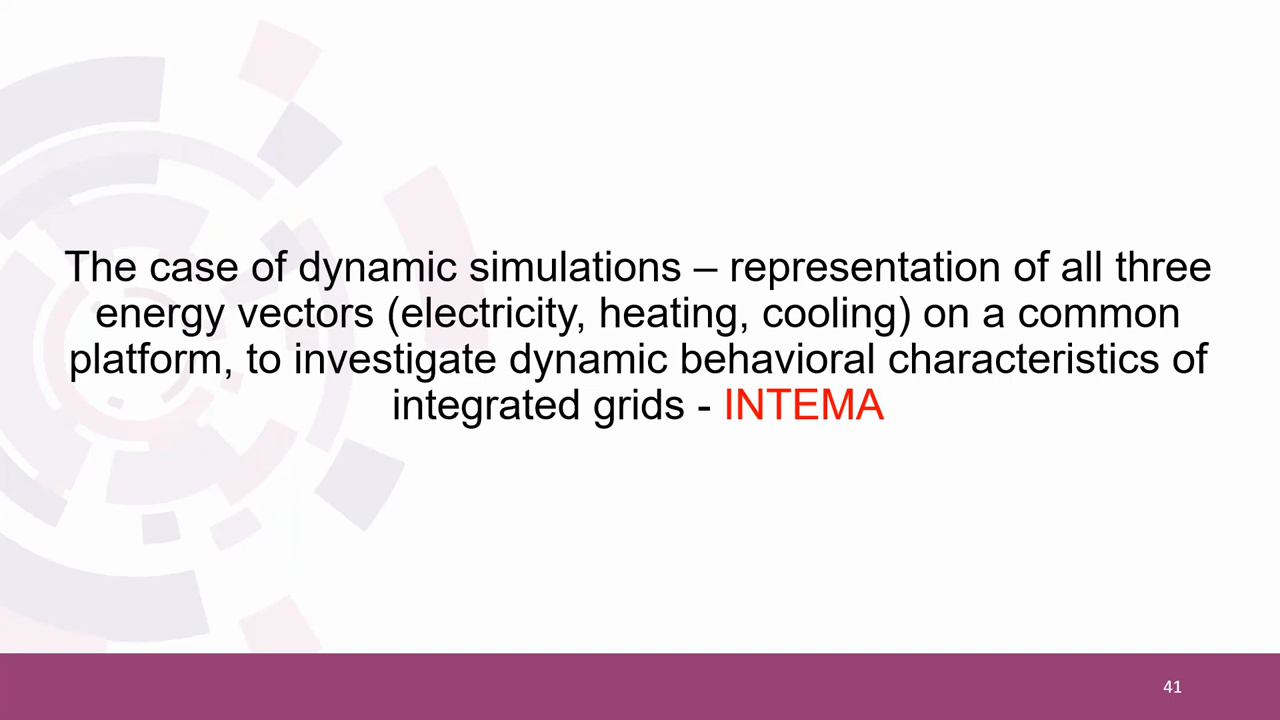 The case of dynamic simulations – representation of all three
energy vectors (electricity, heating, cooling) on a common
platform, to investigate dynamic behavioral characteristics of
integrated grids - INTEMA
41